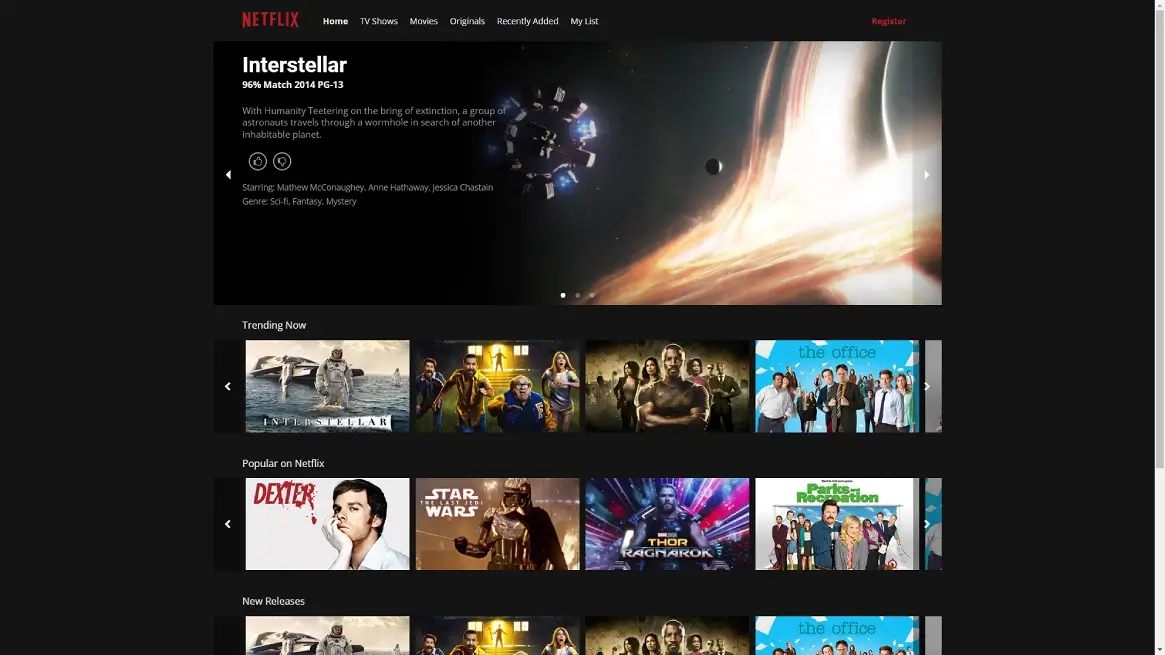 NETFLIX
Home TV Shows Movies Originals Recently Added My List
Register
Interstellar
96% Match 2014 PG-13
With Humanity Teetering on the bring of extinction, a group of
astronauts travels through a wormhole in search of another
inhabitable planet.
Starring: Mathew McConaughey, Anne Hathaway, Jessica Chastain
Genre: Sci-fi, Fantasy, Mystery
Trending Now
INTERSTELLAR
the office
Popular on Netflix
DEXTER
STAR
THE LAST JEDI
WARS
THOR
RAGNAROK
Parks and
Recreation
New Releases
the office